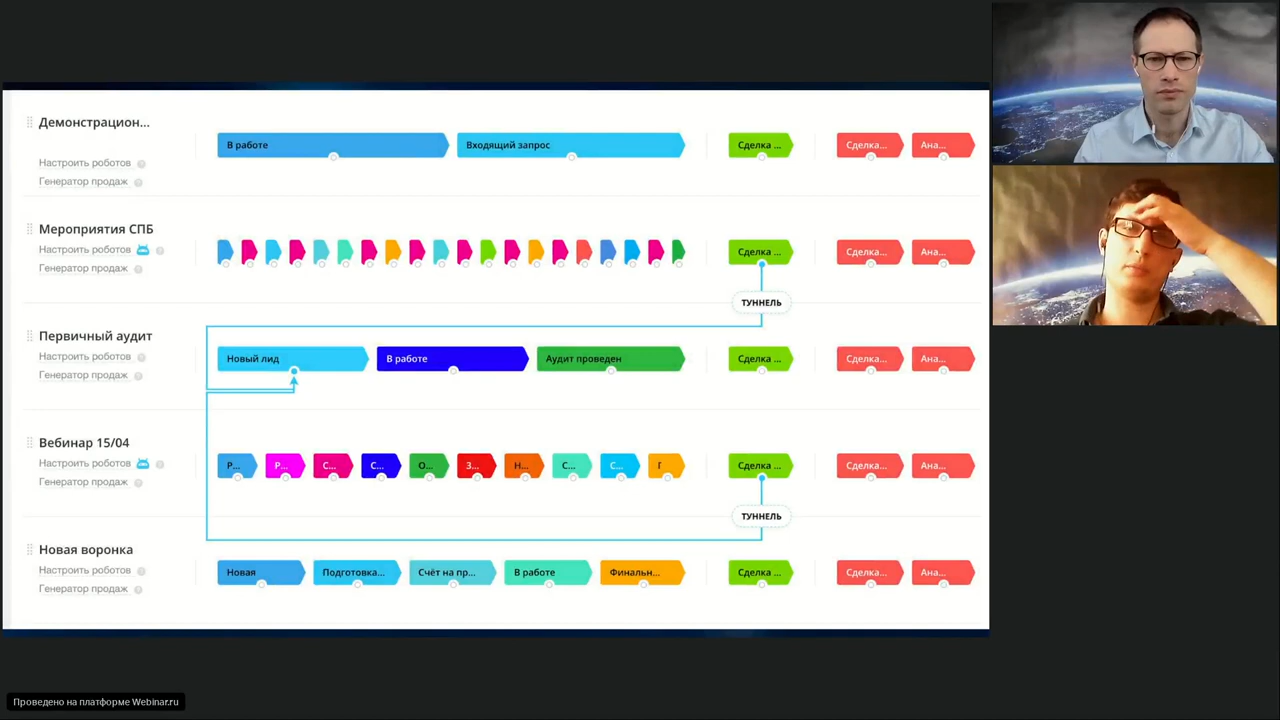 Демонстрацион...
В работе
Входящий запрос
Сделка ...
Сделка...
Ана...
Настроить роботов
Генератор продаж
Мероприятия СПБ
Настроить роботов
Генератор продаж
Сделка ...
Сделка...
Ана...
ТУННЕЛЬ
Первичный аудит
Настроить роботов
Генератор продаж
Новый лид
В работе
Аудит проведен
Сделка ...
Сделка...
Ана...
Вебинар 15/04
Настроить роботов
Генератор продаж
Р...
Р...
С...
С...
О...
З...
Н...
С...
С...
Сделка ...
Сделка...
Ана...
ТУННЕЛЬ
Новая воронка
Настроить роботов
Генератор продаж
Новая
Подготовка...
Счёт на пр...
В работе
Финальн...
Сделка ...
Сделка...
Ана...
Проведено на платформе Webinar.ru